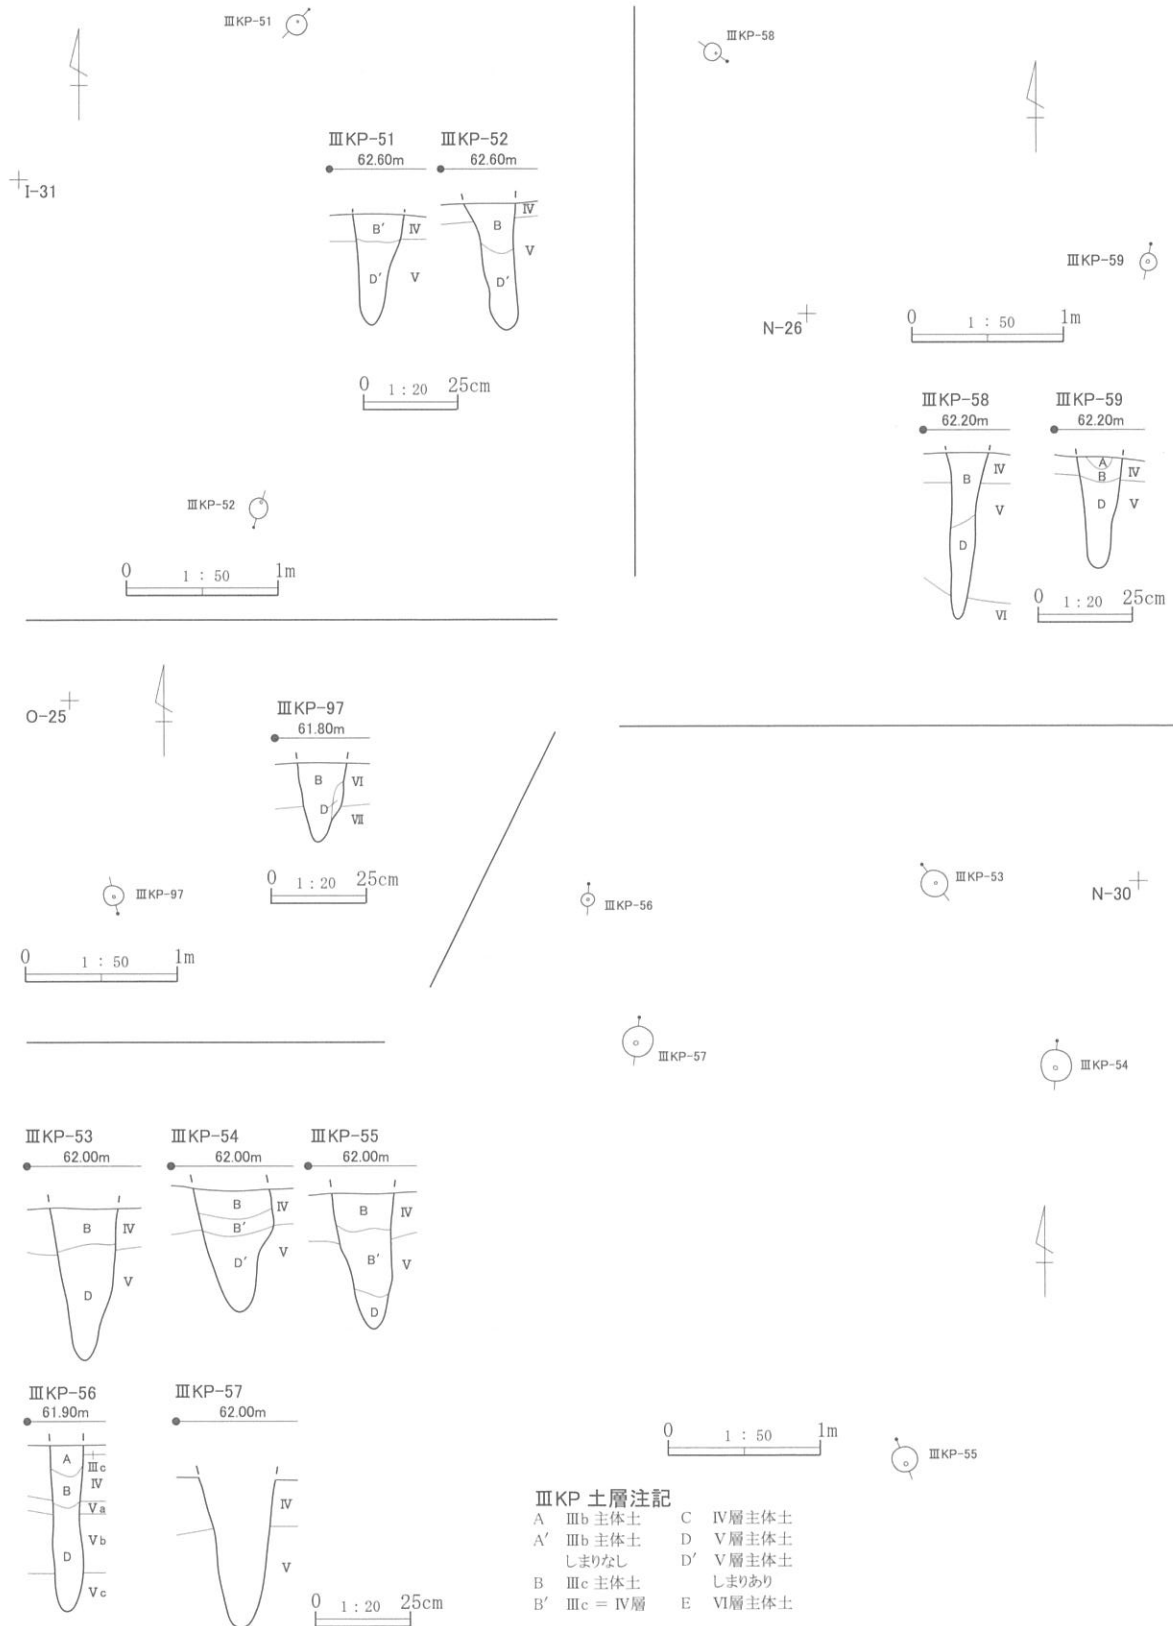 ⅢKP-51
I-31
ⅢKP-51 ⅢKP-52
62.60m 62.60m
B′ Ⅳ B Ⅳ
D′ Ⅴ D′ Ⅴ
0 1 : 20 25cm
ⅢKP-52
0 1 : 50 1m
ⅢKP-58
ⅢKP-59
N-26
0 1 : 50 1m
ⅢKP-58 ⅢKP-59
62.20m 62.20m
B Ⅳ A Ⅳ
B
Ⅴ D Ⅴ
D
Ⅵ
0 1 : 20 25cm
O-25
ⅢKP-97
61.80m
B Ⅵ
D Ⅶ
0 1 : 20 25cm
ⅢKP-97
0 1 : 50 1m
ⅢKP-53
N-30
ⅢKP-56
ⅢKP-57
ⅢKP-54
ⅢKP-55
0 1 : 50 1m
ⅢKP-53 ⅢKP-54 ⅢKP-55
62.00m 62.00m 62.00m
B Ⅳ B Ⅳ B Ⅳ
B′
D Ⅴ D′ Ⅴ B′ Ⅴ
D
ⅢKP-56 ⅢKP-57
61.90m 62.00m
A Ⅲc
B Ⅳ Ⅳ
Ⅴa
Ⅴb Ⅴ
D
Ⅴc
0 1 : 20 25cm
ⅢKP 土層注記
A Ⅲb 主体土 C Ⅳ層主体土
A′ Ⅲb 主体土 D Ⅴ層主体土
しまりなし D′ Ⅴ層主体土
B Ⅲc 主体土 しまりあり
B′ Ⅲc = Ⅳ層 E Ⅵ層主体土